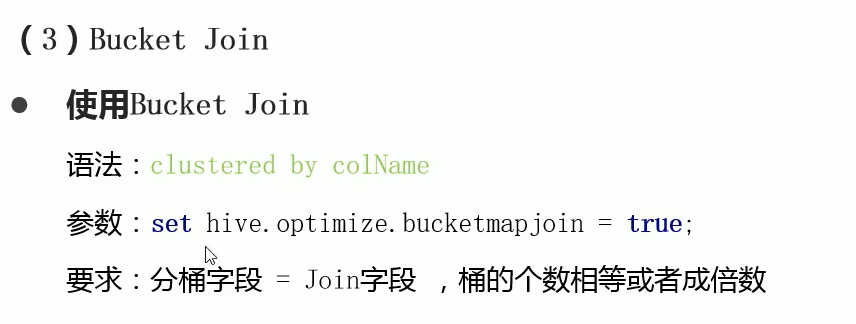 （3）Bucket Join
● 使用Bucket Join
语法：clustered by colName
参数：set hive.optimize.bucketmapjoin = true;
要求：分桶字段 = Join字段 ，桶的个数相等或者成倍数